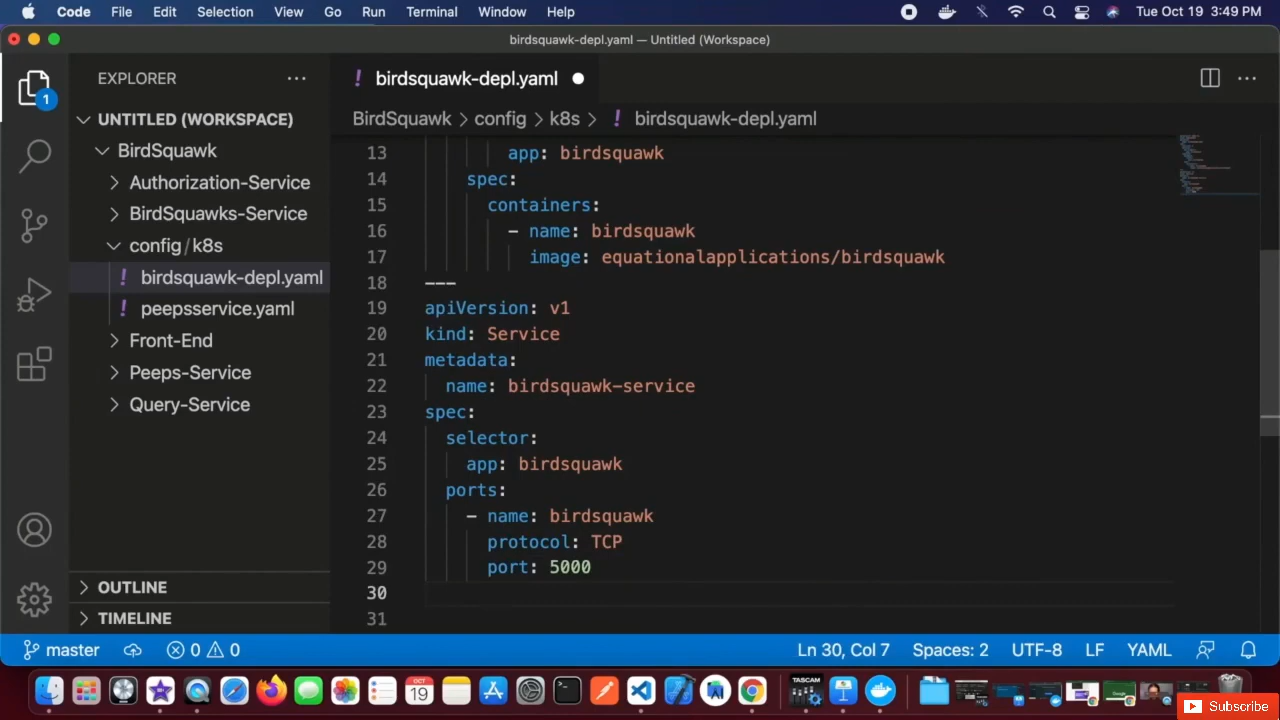 Code File Edit Selection View Go Run Terminal Window Help Tue Oct 19 3:49 PM
birdsquawk-depl.yaml — Untitled (Workspace)
EXPLORER
birdsquawk-depl.yaml
1
UNTITLED (WORKSPACE)
BirdSquawk > config > k8s > birdsquawk-depl.yaml
BirdSquawk
Authorization-Service
BirdSquawks-Service
config/k8s
birdsquawk-depl.yaml
peepsservice.yaml
Front-End
Peeps-Service
Query-Service
OUTLINE
TIMELINE
13 app: birdsquawk
14 spec:
15 containers:
16 - name: birdsquawk
17 image: equationalapplications/birdsquawk
18 ---
19 apiVersion: v1
20 kind: Service
21 metadata:
22 name: birdsquawk-service
23 spec:
24 selector:
25 app: birdsquawk
26 ports:
27 - name: birdsquawk
28 protocol: TCP
29 port: 5000
30
31
master 0 0 Ln 30, Col 7 Spaces: 2 UTF-8 LF YAML
OCT
19
TASCAM
Google
Subscribe